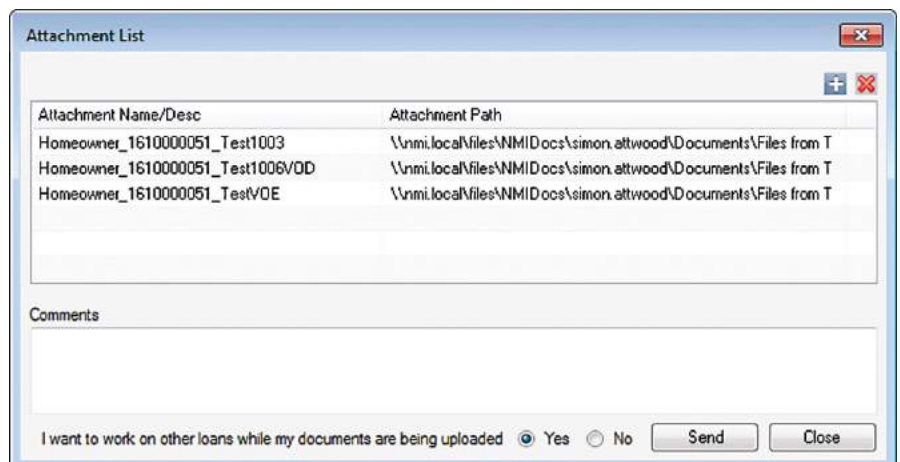 Attachment List
Attachment Name/Desc Attachment Path
Homeowner_1610000051_Test1003 \\nmi.local\files\NMIDocs\simon.attwood\Documents\Files from T
Homeowner_1610000051_Test1006VOD \\nmi.local\files\NMIDocs\simon.attwood\Documents\Files from T
Homeowner_1610000051_TestVOE \\nmi.local\files\NMIDocs\simon.attwood\Documents\Files from T
Comments
I want to work on other loans while my documents are being uploaded Yes No Send Close